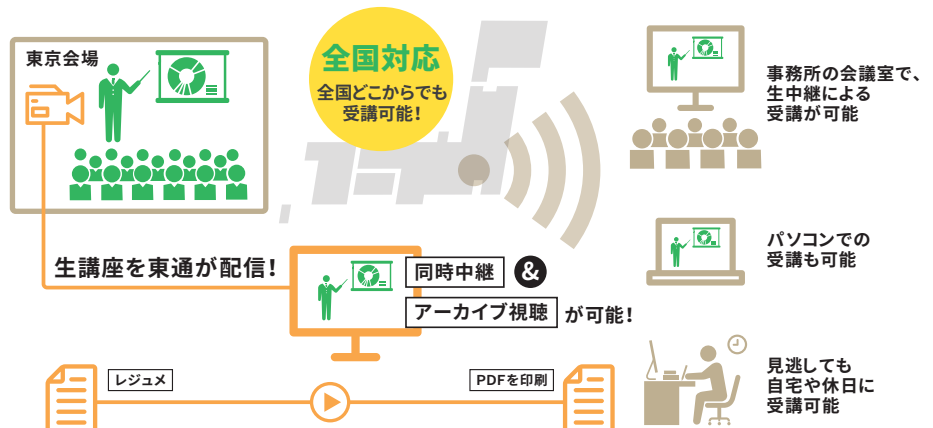 東京会場
全国対応
全国どこからでも
受講可能！
事務所の会議室で、
生中継による
受講が可能
生講座を東通が配信！
同時中継 &
アーカイブ視聴 が可能！
パソコンでの
受講も可能
レジュメ
PDFを印刷
見逃しても
自宅や休日に
受講可能